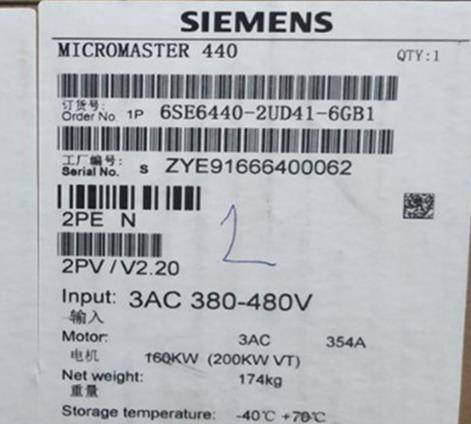 SIEMENS
MICROMASTER 440 QTY:1
订货号:
Order No. 1P 6SE6440-2UD41-6GB1
工厂编号:
Serial No. S ZYE91666400062
2PE N
2PV/V2.20
1
Input: 3AC 380-480V
输入
Motor: 3AC 354A
电机 160KW (200KW VT)
Net weight: 174kg
重量
Storage temperature: -40℃ +70℃